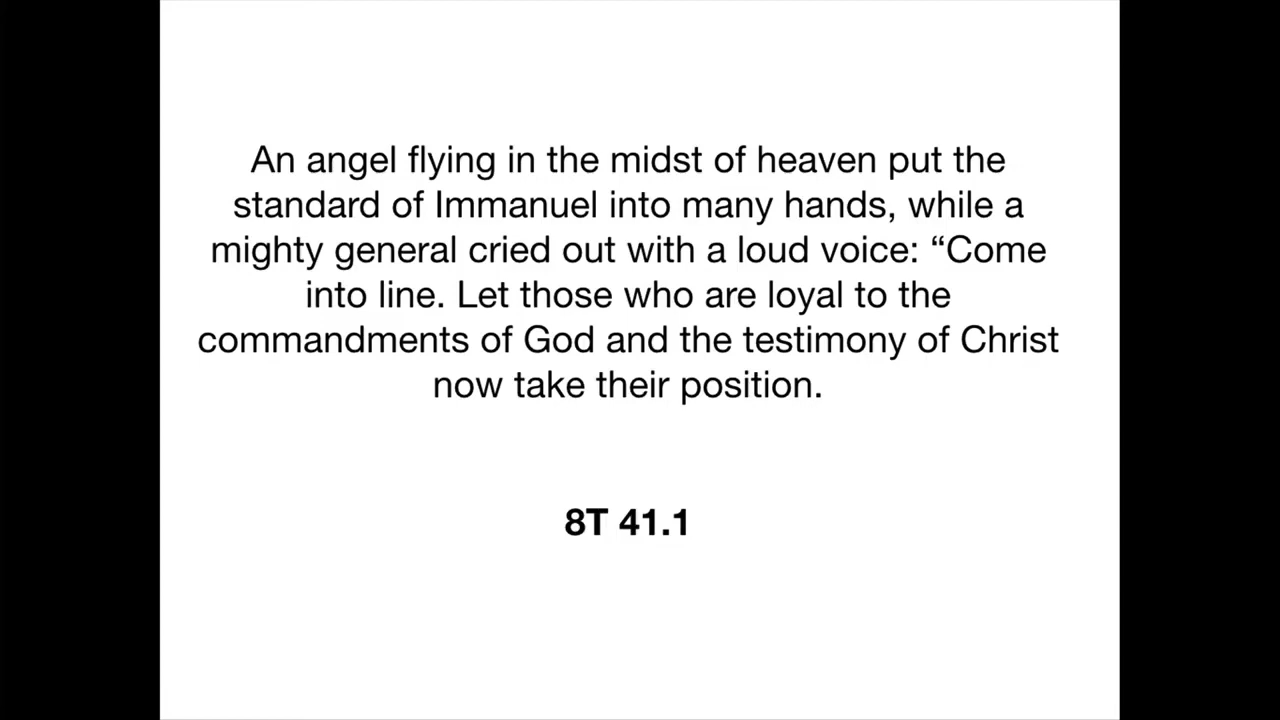 An angel flying in the midst of heaven put the
standard of Immanuel into many hands, while a
mighty general cried out with a loud voice: “Come
into line. Let those who are loyal to the
commandments of God and the testimony of Christ
now take their position.
8T 41.1